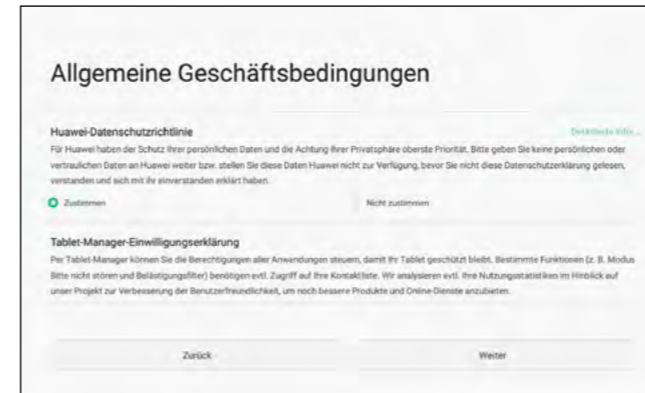 Allgemeine Geschäftsbedingungen
Huawei-Datenschutzrichtlinie
Detaillierte Infos
Für Huawei haben der Schutz Ihrer persönlichen Daten und die Achtung Ihrer Privatsphäre oberste Priorität. Bitte geben Sie keine persönlichen oder
vertraulichen Daten an Huawei weiter bzw. stellen Sie diese Daten Huawei nicht zur Verfügung, bevor Sie nicht diese Datenschutzerklärung gelesen,
verstanden und sich mit ihr einverstanden erklärt haben.
Zustimmen
Nicht zustimmen
Tablet-Manager-Einwilligungserklärung
Per Tablet-Manager können Sie die Berechtigungen aller Anwendungen steuern, damit Ihr Tablet geschützt bleibt. Bestimmte Funktionen (z. B. Modus
Bitte nicht stören und Belästigungsfilter) benötigen evtl. Zugriff auf Ihre Kontaktliste. Wir analysieren evtl. Ihre Nutzungsstatistiken im Hinblick auf
unser Projekt zur Verbesserung der Benutzerfreundlichkeit, um noch bessere Produkte und Online-Dienste anzubieten.
Zurück
Weiter